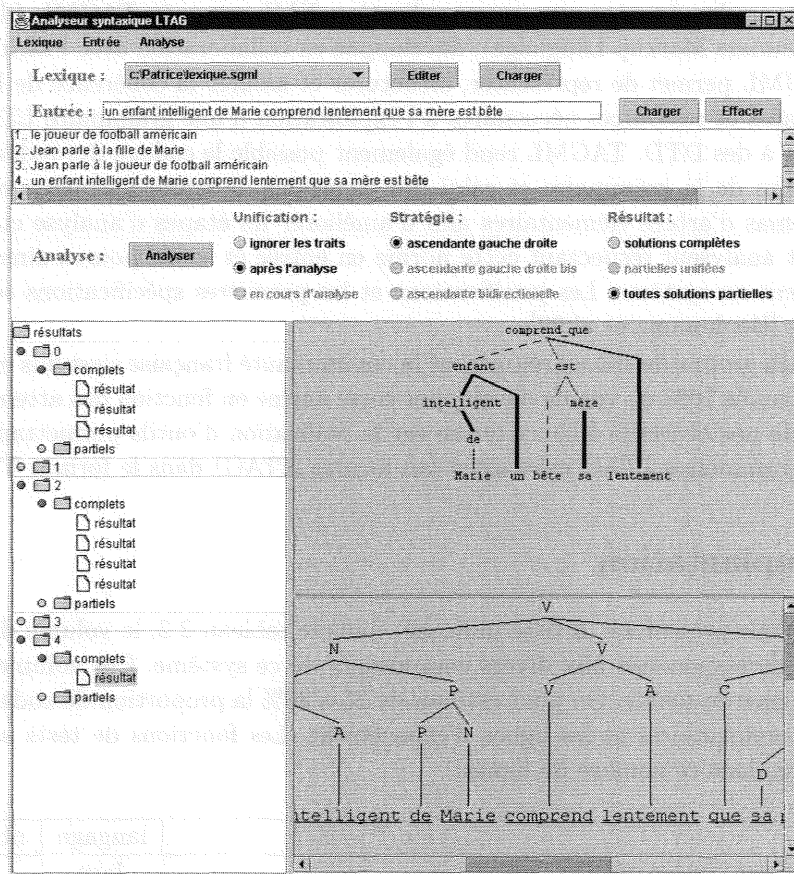 Analyseur syntaxique LTAG
Lexique Entrée Analyse
Lexique : c:\Patrice\lexique.sgml Editer Charger
Entrée : un enfant intelligent de Marie comprend lentement que sa mère est bête Charger Effacer
1.. le joueur de football américain
2.. Jean parle à la fille de Marie
3.. Jean parle à le joueur de football américain
4.. un enfant intelligent de Marie comprend lentement que sa mère est bête
Unification : Stratégie : Résultat :
ignorer les traits ascendante gauche droite solutions complètes
Analyse : Analyser
après l'analyse ascendante gauche droite bis partielles unifiées
en cours d'analyse ascendante bidirectionelle toutes solutions partielles
résultats
0
complets
résultat
résultat
résultat
partiels
1
2
complets
résultat
résultat
résultat
résultat
partiels
3
4
complets
résultat
partiels
comprend_que
enfant est
intelligent mère
de
Marie un bête sa lentement
V
N V
P V A C
A P N
D
ntelligent de Marie comprend lentement que sa